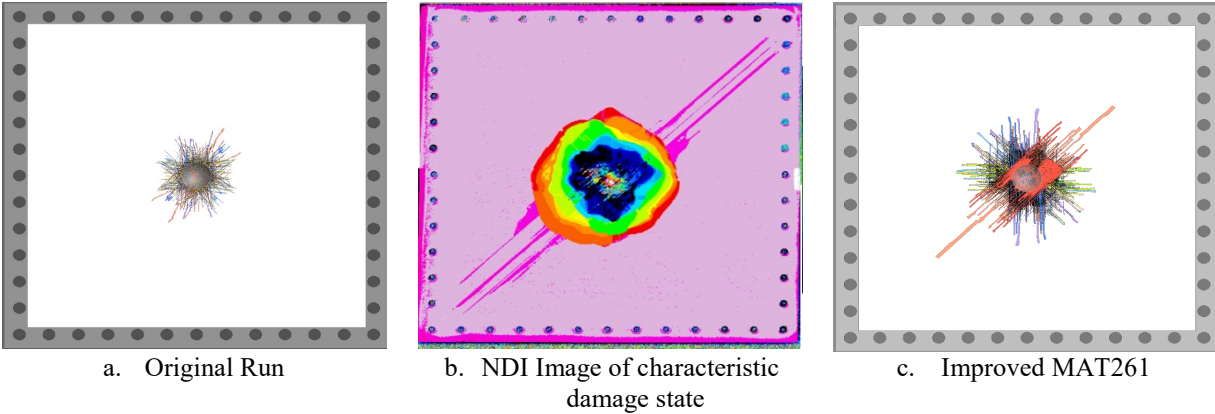 a. Original Run
b. NDI Image of characteristic
damage state
c. Improved MAT261